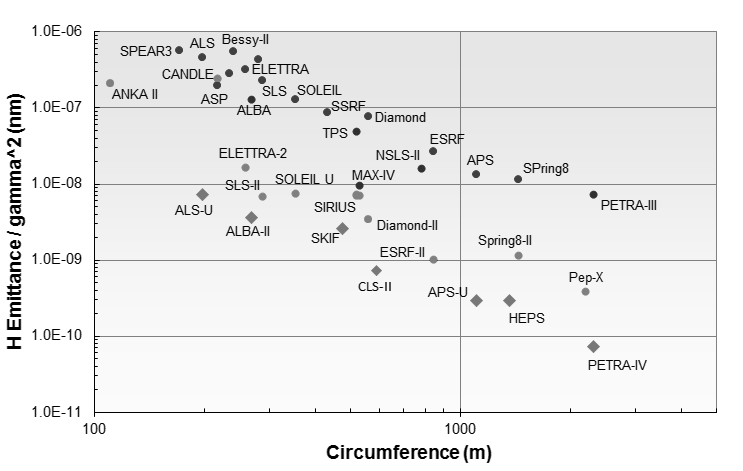 1.0E-06
Bessy-II
ALS
SPEAR3
CANDLE
ELETTRA
ANKA II
ASP
SLS
SOLEIL
1.0E-07
ALBA
SSRF
Diamond
TPS
ESRF
NSLS-II
ELETTRA-2
APS
SPring8
SLS-II
SOLEIL U
MAX-IV
1.0E-08
ALS-U
SIRIUS
PETRA-III
ALBA-II
SKIF
Diamond-II
Spring8-II
ESRF-II
1.0E-09
CLS-II
Pep-X
APS-U
HEPS
1.0E-10
PETRA-IV
1.0E-11
100
1000
H Emittance / gamma^2 (nm)
Circumference (m)